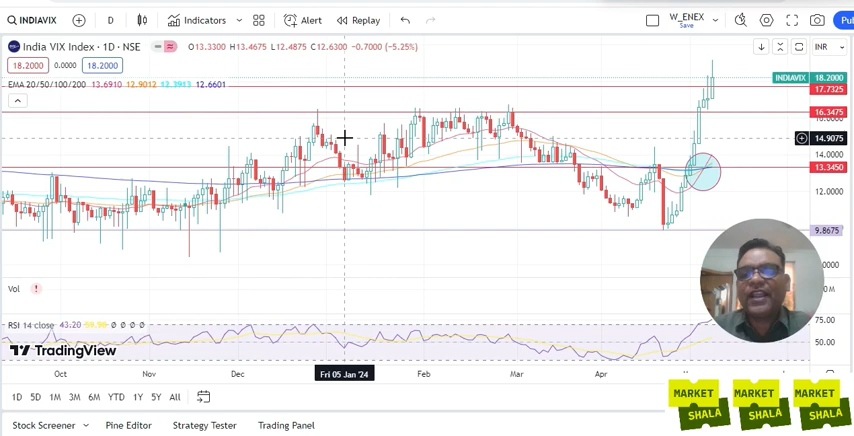 INDIAVIX D Indicators Alert Replay W_ENEX Save Pul
India VIX Index · 1D · NSE O13.3300 H13.4675 L12.4875 C12.6300 -0.7000 (-5.25%) INR
18.2000 0.0000 18.2000
INDIAVIX 18.2000
EMA 20/50/100/200 13.6910 12.9012 12.3913 12.6601
17.7325
16.3475
16.0000
14.9075
14.0000
13.3450
12.0000
9.8675
Vol
RSI 14 close 43.20 59.90 Ø Ø Ø Ø
75.00
50.00
TradingView
Oct Nov Dec Fri 05 Jan '24 Feb Mar Apr
1D 5D 1M 3M 6M YTD 1Y 5Y All
MARKET SHALA MARKET SHALA MARKET SHALA
Stock Screener Pine Editor Strategy Tester Trading Panel